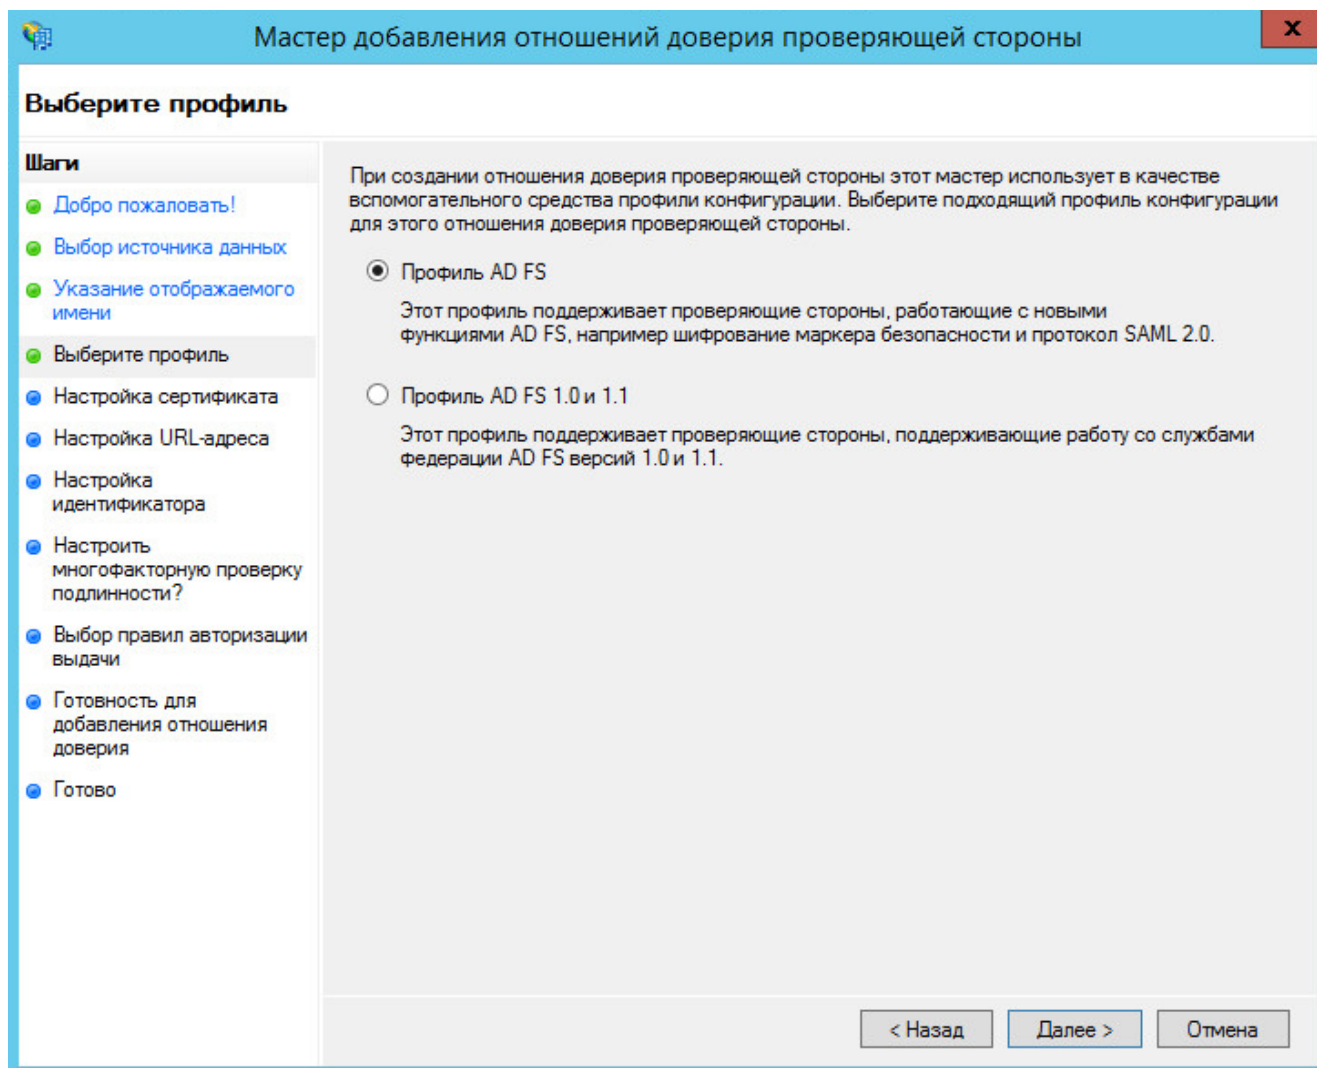 Мастер добавления отношений доверия проверяющей стороны
x
Выберите профиль
Шаги
Добро пожаловать!
Выбор источника данных
Указание отображаемого
имени
Выберите профиль
Настройка сертификата
Настройка URL-адреса
Настройка
идентификатора
Настроить
многофакторную проверку
подлинности?
Выбор правил авторизации
выдачи
Готовность для
добавления отношения
доверия
Готово
При создании отношения доверия проверяющей стороны этот мастер использует в качестве
вспомогательного средства профили конфигурации. Выберите подходящий профиль конфигурации
для этого отношения доверия проверяющей стороны.
Профиль AD FS
Этот профиль поддерживает проверяющие стороны, работающие с новыми
функциями AD FS, например шифрование маркера безопасности и протокол SAML 2.0.
Профиль AD FS 1.0 и 1.1
Этот профиль поддерживает проверяющие стороны, поддерживающие работу со службами
федерации AD FS версий 1.0 и 1.1.
< Назад
Далее >
Отмена